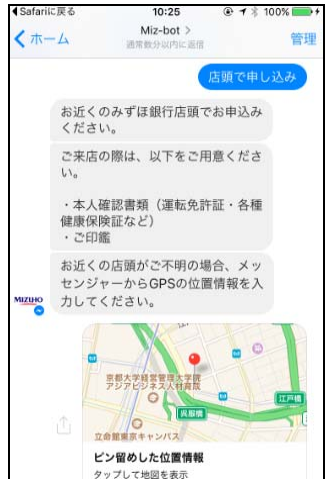 Safariに戻る 10:25 100%
ホーム Miz-bot > 管理
通常数分以内に返信
店頭で申し込み
お近くのみずほ銀行店頭でお申込み
ください。
ご来店の際は、以下をご用意くださ
い。
・本人確認書類（運転免許証・各種
健康保険証など）
・ご印鑑
お近くの店頭がご不明の場合、メッ
センジャーからGPSの位置情報を入
力してください。
MIZUHO
京都大学経営管理大学院
アジアビジネス人材育成
江戸橋
呉服橋
立命館東京キャンパス
ピン留めした位置情報
タップして地図を表示